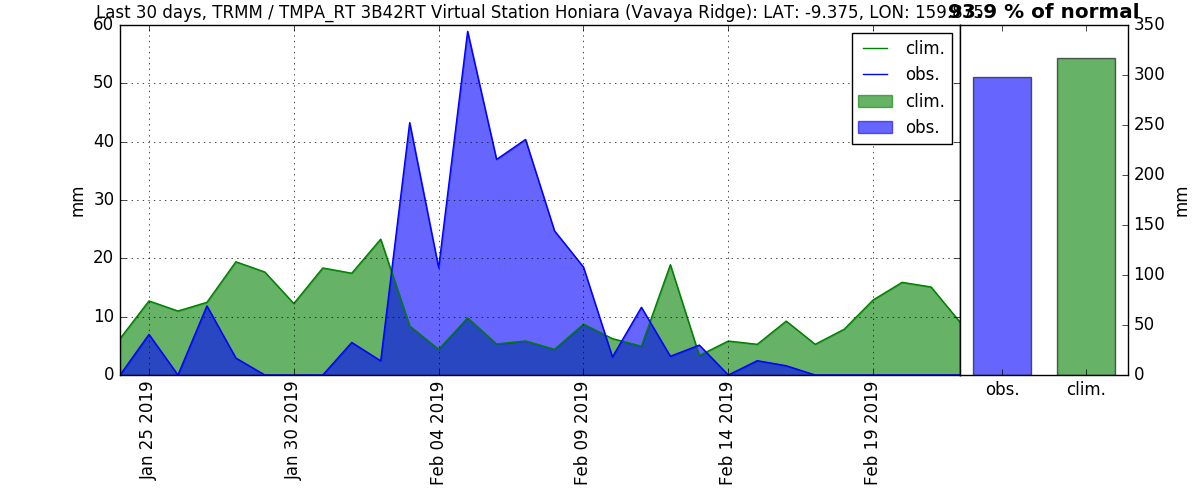 Last 30 days, TRMM / TMPA_RT 3B42RT Virtual Station Honiara (Vavaya Ridge): LAT: -9.375, LON:
93.9 % of normal
60
50
40
30
20
10
0
mm
clim.
obs.
clim.
obs.
350
300
250
200
150
100
50
0
mm
obs.
clim.
Jan 25 2019
Jan 30 2019
Feb 04 2019
Feb 09 2019
Feb 14 2019
Feb 19 2019